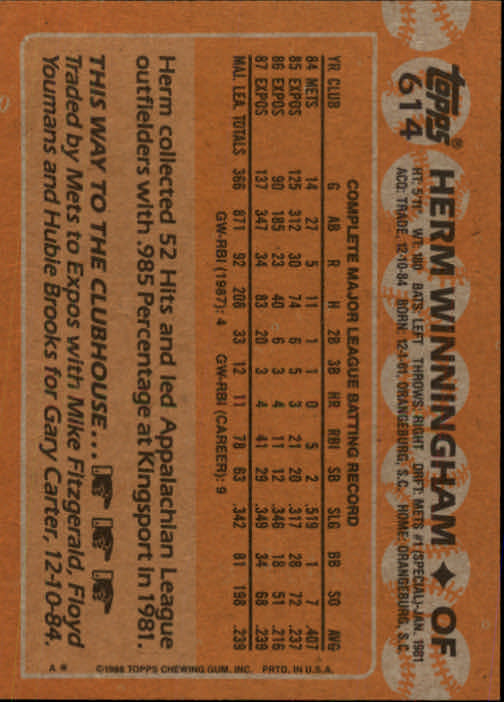 topps®
614
HERM WINNINGHAM ♦ OF
HT: 5'11" WT: 180 BATS: LEFT THROWS: RIGHT DRFT: METS #1 (SPECIAL)-JAN. 1981
ACQ: TRADE, 12-10-84 BORN: 12-1-61, ORANGEBURG, S.C. HOME: ORANGEBURG, S.C.
COMPLETE MAJOR LEAGUE BATTING RECORD
YR CLUB G AB R H 2B 3B HR RBI SB SLG BB SO AVG
84 METS 14 27 5 11 1 1 0 5 2 .519 1 7 .407
85 EXPOS 125 312 30 74 6 5 3 21 20 .317 28 72 .237
86 EXPOS 90 185 23 40 6 3 4 11 12 .346 18 51 .216
87 EXPOS 137 347 34 83 20 3 4 41 29 .349 34 68 .239
MAJ. LEA. TOTALS 366 871 92 208 33 12 11 78 63 .342 81 198 .239
GW-RBI (1987): 4 GW-RBI (CAREER): 9
Herm collected 52 Hits and led Appalachian League
outfielders with .985 Percentage at Kingsport in 1981.
THIS WAY TO THE CLUBHOUSE...
Traded by Mets to Expos with Mike Fitzgerald, Floyd
Youmans and Hubie Brooks for Gary Carter, 12-10-84.
A* ©1988 TOPPS CHEWING GUM, INC. PRTD. IN U.S.A.